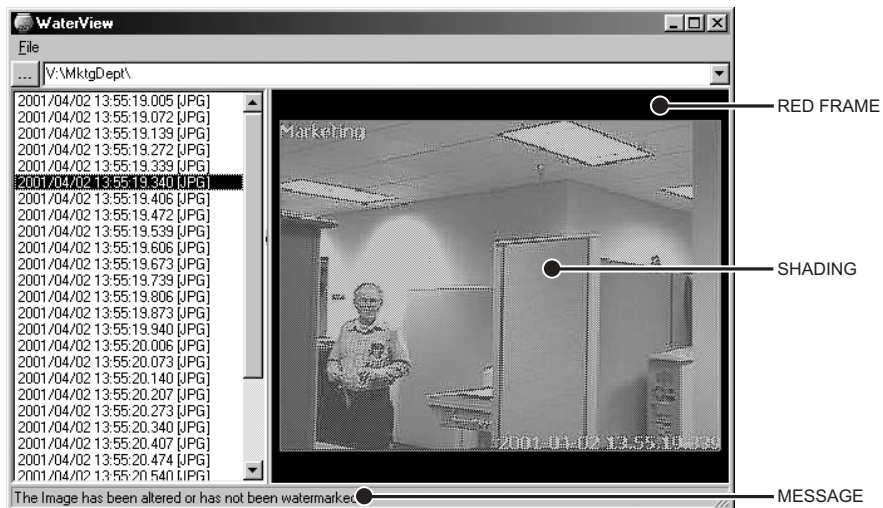 WaterView
File
... V:\MktgDept\
2001/04/02 13:55:19.005 [JPG]
2001/04/02 13:55:19.072 [JPG]
2001/04/02 13:55:19.139 [JPG]
2001/04/02 13:55:19.272 [JPG]
2001/04/02 13:55:19.339 [JPG]
2001/04/02 13:55:19.340 [JPG]
2001/04/02 13:55:19.406 [JPG]
2001/04/02 13:55:19.472 [JPG]
2001/04/02 13:55:19.539 [JPG]
2001/04/02 13:55:19.606 [JPG]
2001/04/02 13:55:19.673 [JPG]
2001/04/02 13:55:19.739 [JPG]
2001/04/02 13:55:19.806 [JPG]
2001/04/02 13:55:19.873 [JPG]
2001/04/02 13:55:19.940 [JPG]
2001/04/02 13:55:20.006 [JPG]
2001/04/02 13:55:20.073 [JPG]
2001/04/02 13:55:20.140 [JPG]
2001/04/02 13:55:20.207 [JPG]
2001/04/02 13:55:20.273 [JPG]
2001/04/02 13:55:20.340 [JPG]
2001/04/02 13:55:20.407 [JPG]
2001/04/02 13:55:20.474 [JPG]
2001/04/02 13:55:20.540 [JPG]
Marketing
2001-04-02 13:55:19.339
The Image has been altered or has not been watermarked
RED FRAME
SHADING
MESSAGE